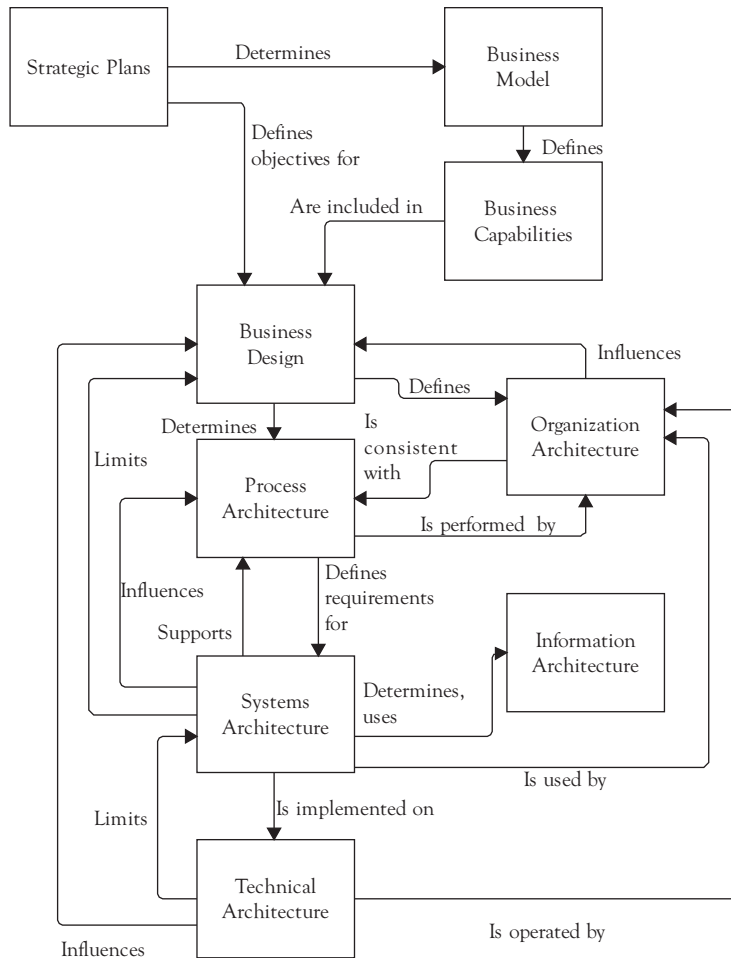 Strategic Plans
Determines
Business
Model
Defines
objectives for
Defines
Are included in
Business
Capabilities
Business
Design
Influences
Defines
Determines
Is
consistent
with
Organization
Architecture
Limits
Process
Architecture
Is performed by
Influences
Defines
requirements
for
Supports
Information
Architecture
Systems
Architecture
Determines,
uses
Is used by
Is implemented on
Limits
Technical
Architecture
Is operated by
Influences